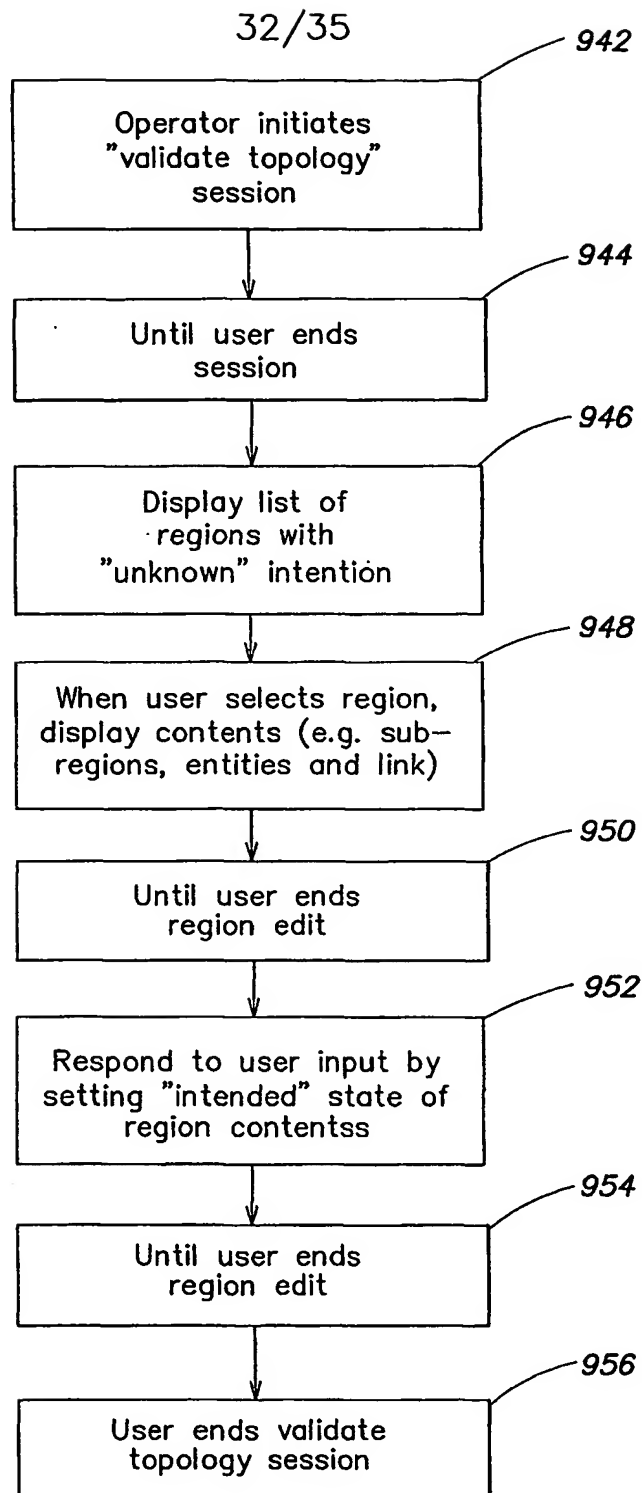 32/35
942
Operator initiates
"validate topology"
session
944
Until user ends
session
946
Display list of
regions with
"unknown" intention
948
When user selects region,
display contents (e.g. sub-
regions, entities and link)
950
Until user ends
region edit
952
Respond to user input by
setting "intended" state of
region contentss
954
Until user ends
region edit
956
User ends validate
topology session